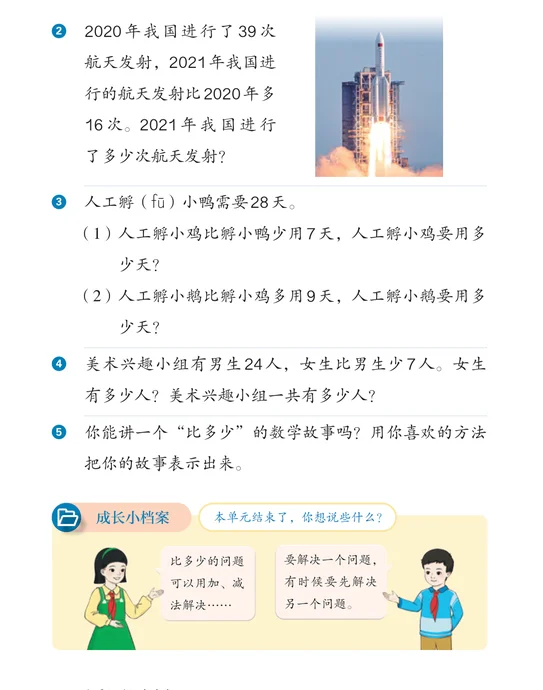 2 2020年我国进行了39次
航天发射，2021年我国进
行的航天发射比2020年多
16次。2021年我国进行
了多少次航天发射？
3 人工孵（fū）小鸭需要28天。
（1）人工孵小鸡比孵小鸭少用7天，人工孵小鸡要用多
少天？
（2）人工孵小鹅比孵小鸡多用9天，人工孵小鹅要用多
少天？
4 美术兴趣小组有男生24人，女生比男生少7人。女生
有多少人？美术兴趣小组一共有多少人？
5 你能讲一个“比多少”的数学故事吗？用你喜欢的方法
把你的故事表示出来。
成长小档案
本单元结束了，你想说些什么？
比多少的问题
可以用加、减
法解决……
要解决一个问题，
有时候要先解决
另一个问题。